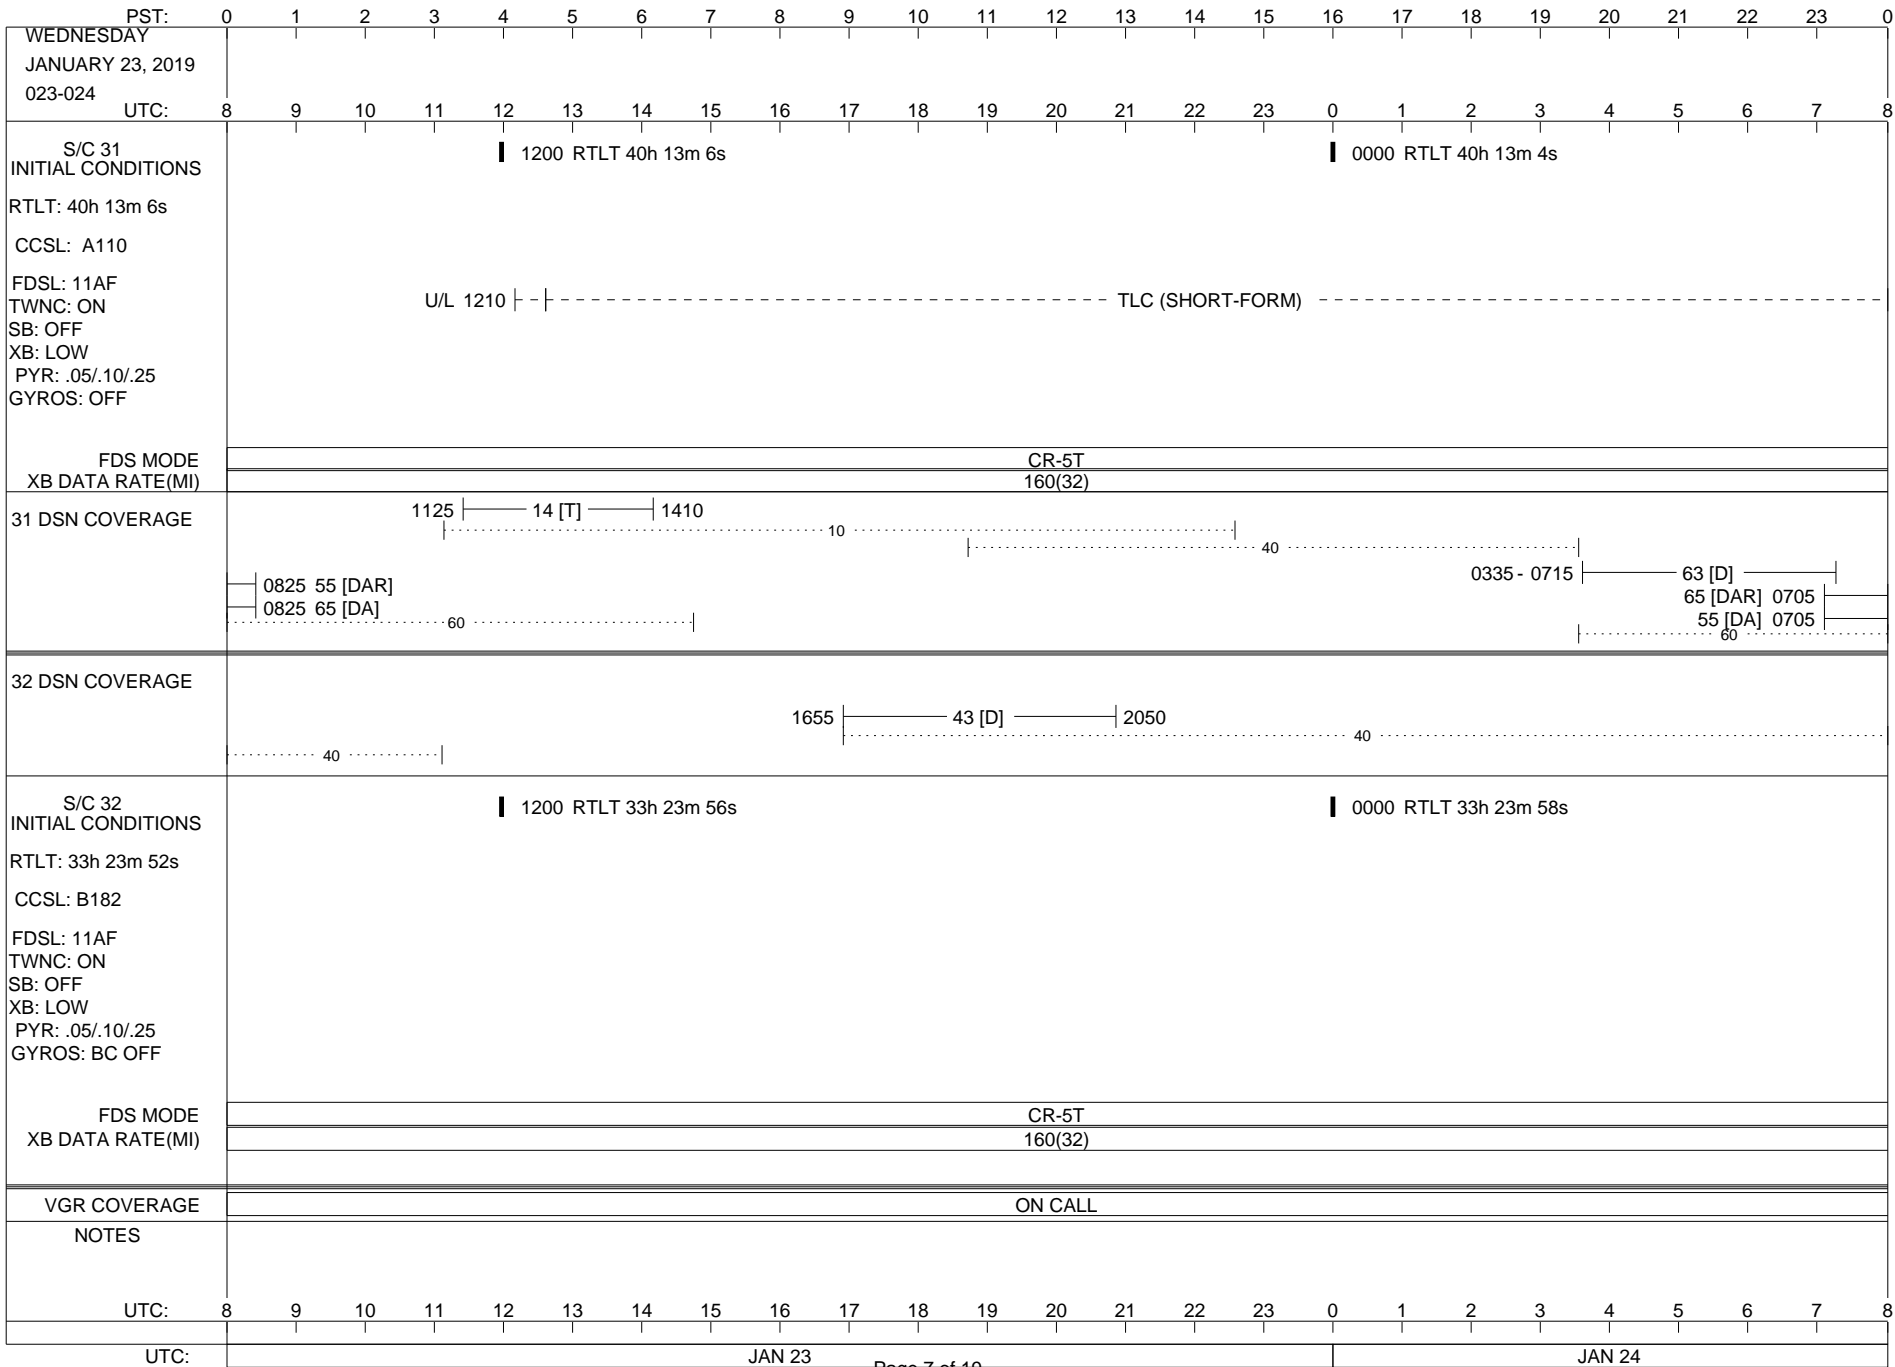 PST: 0 1 2 3 4 5 6 7 8 9 10 11 12 13 14 15 16 17 18 19 20 21 22 23 0
WEDNESDAY
JANUARY 23, 2019
023-024
UTC: 8 9 10 11 12 13 14 15 16 17 18 19 20 21 22 23 0 1 2 3 4 5 6 7 8
S/C 31
INITIAL CONDITIONS
1200 RTLT 40h 13m 6s
0000 RTLT 40h 13m 4s
RTLT: 40h 13m 6s
CCSL: A110
FDSL: 11AF
TWNC: ON
SB: OFF
XB: LOW
PYR: .05/.10/.25
GYROS: OFF
U/L 1210
TLC (SHORT-FORM)
FDS MODE CR-5T
XB DATA RATE(MI) 160(32)
31 DSN COVERAGE
1125 14 [T] 1410
10
40
0335 - 0715 63 [D]
0825 55 [DAR]
65 [DAR] 0705
0825 65 [DA]
55 [DA] 0705
60
60
32 DSN COVERAGE
1655 43 [D] 2050
40
40
S/C 32
INITIAL CONDITIONS
1200 RTLT 33h 23m 56s
0000 RTLT 33h 23m 58s
RTLT: 33h 23m 52s
CCSL: B182
FDSL: 11AF
TWNC: ON
SB: OFF
XB: LOW
PYR: .05/.10/.25
GYROS: BC OFF
FDS MODE CR-5T
XB DATA RATE(MI) 160(32)
VGR COVERAGE ON CALL
NOTES
UTC: 8 9 10 11 12 13 14 15 16 17 18 19 20 21 22 23 0 1 2 3 4 5 6 7 8
UTC: JAN 23 JAN 24
Page 7 of 10